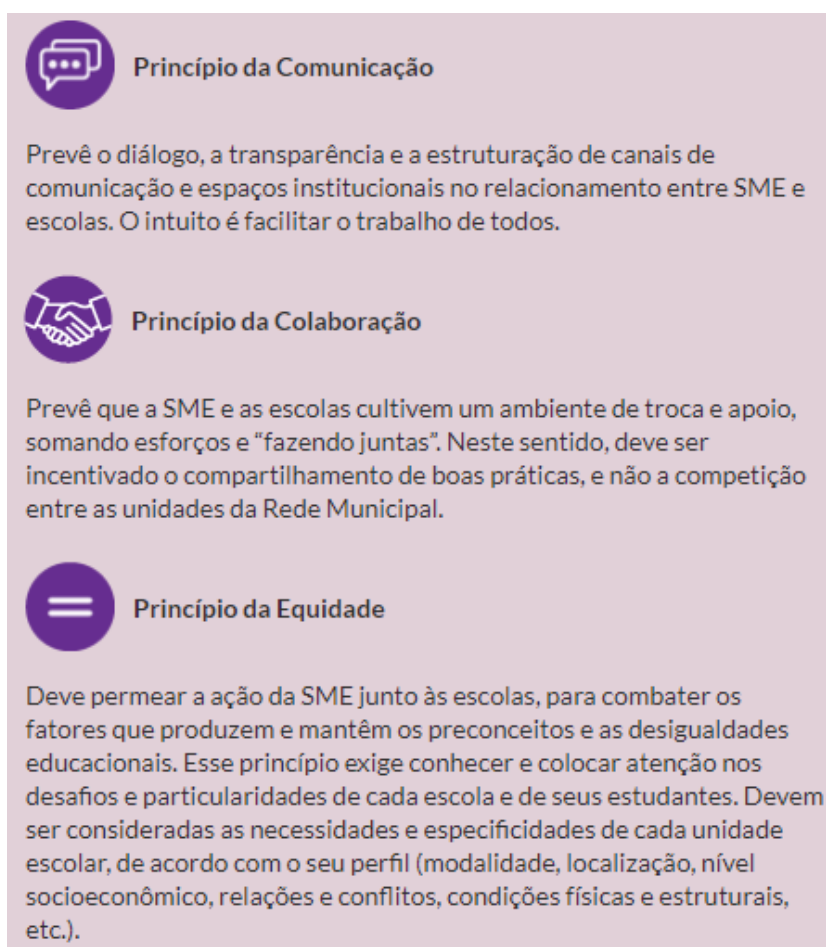 Princípio da Comunicação
Prevê o diálogo, a transparência e a estruturação de canais de
comunicação e espaços institucionais no relacionamento entre SME e
escolas. O intuito é facilitar o trabalho de todos.
Princípio da Colaboração
Prevê que a SME e as escolas cultivem um ambiente de troca e apoio,
somando esforços e “fazendo juntas”. Neste sentido, deve ser
incentivado o compartilhamento de boas práticas, e não a competição
entre as unidades da Rede Municipal.
Princípio da Equidade
Deve permear a ação da SME junto às escolas, para combater os
fatores que produzem e mantêm os preconceitos e as desigualdades
educacionais. Esse princípio exige conhecer e colocar atenção nos
desafios e particularidades de cada escola e de seus estudantes. Devem
ser consideradas as necessidades e especificidades de cada unidade
escolar, de acordo com o seu perfil (modalidade, localização, nível
socioeconômico, relações e conflitos, condições físicas e estruturais,
etc.).